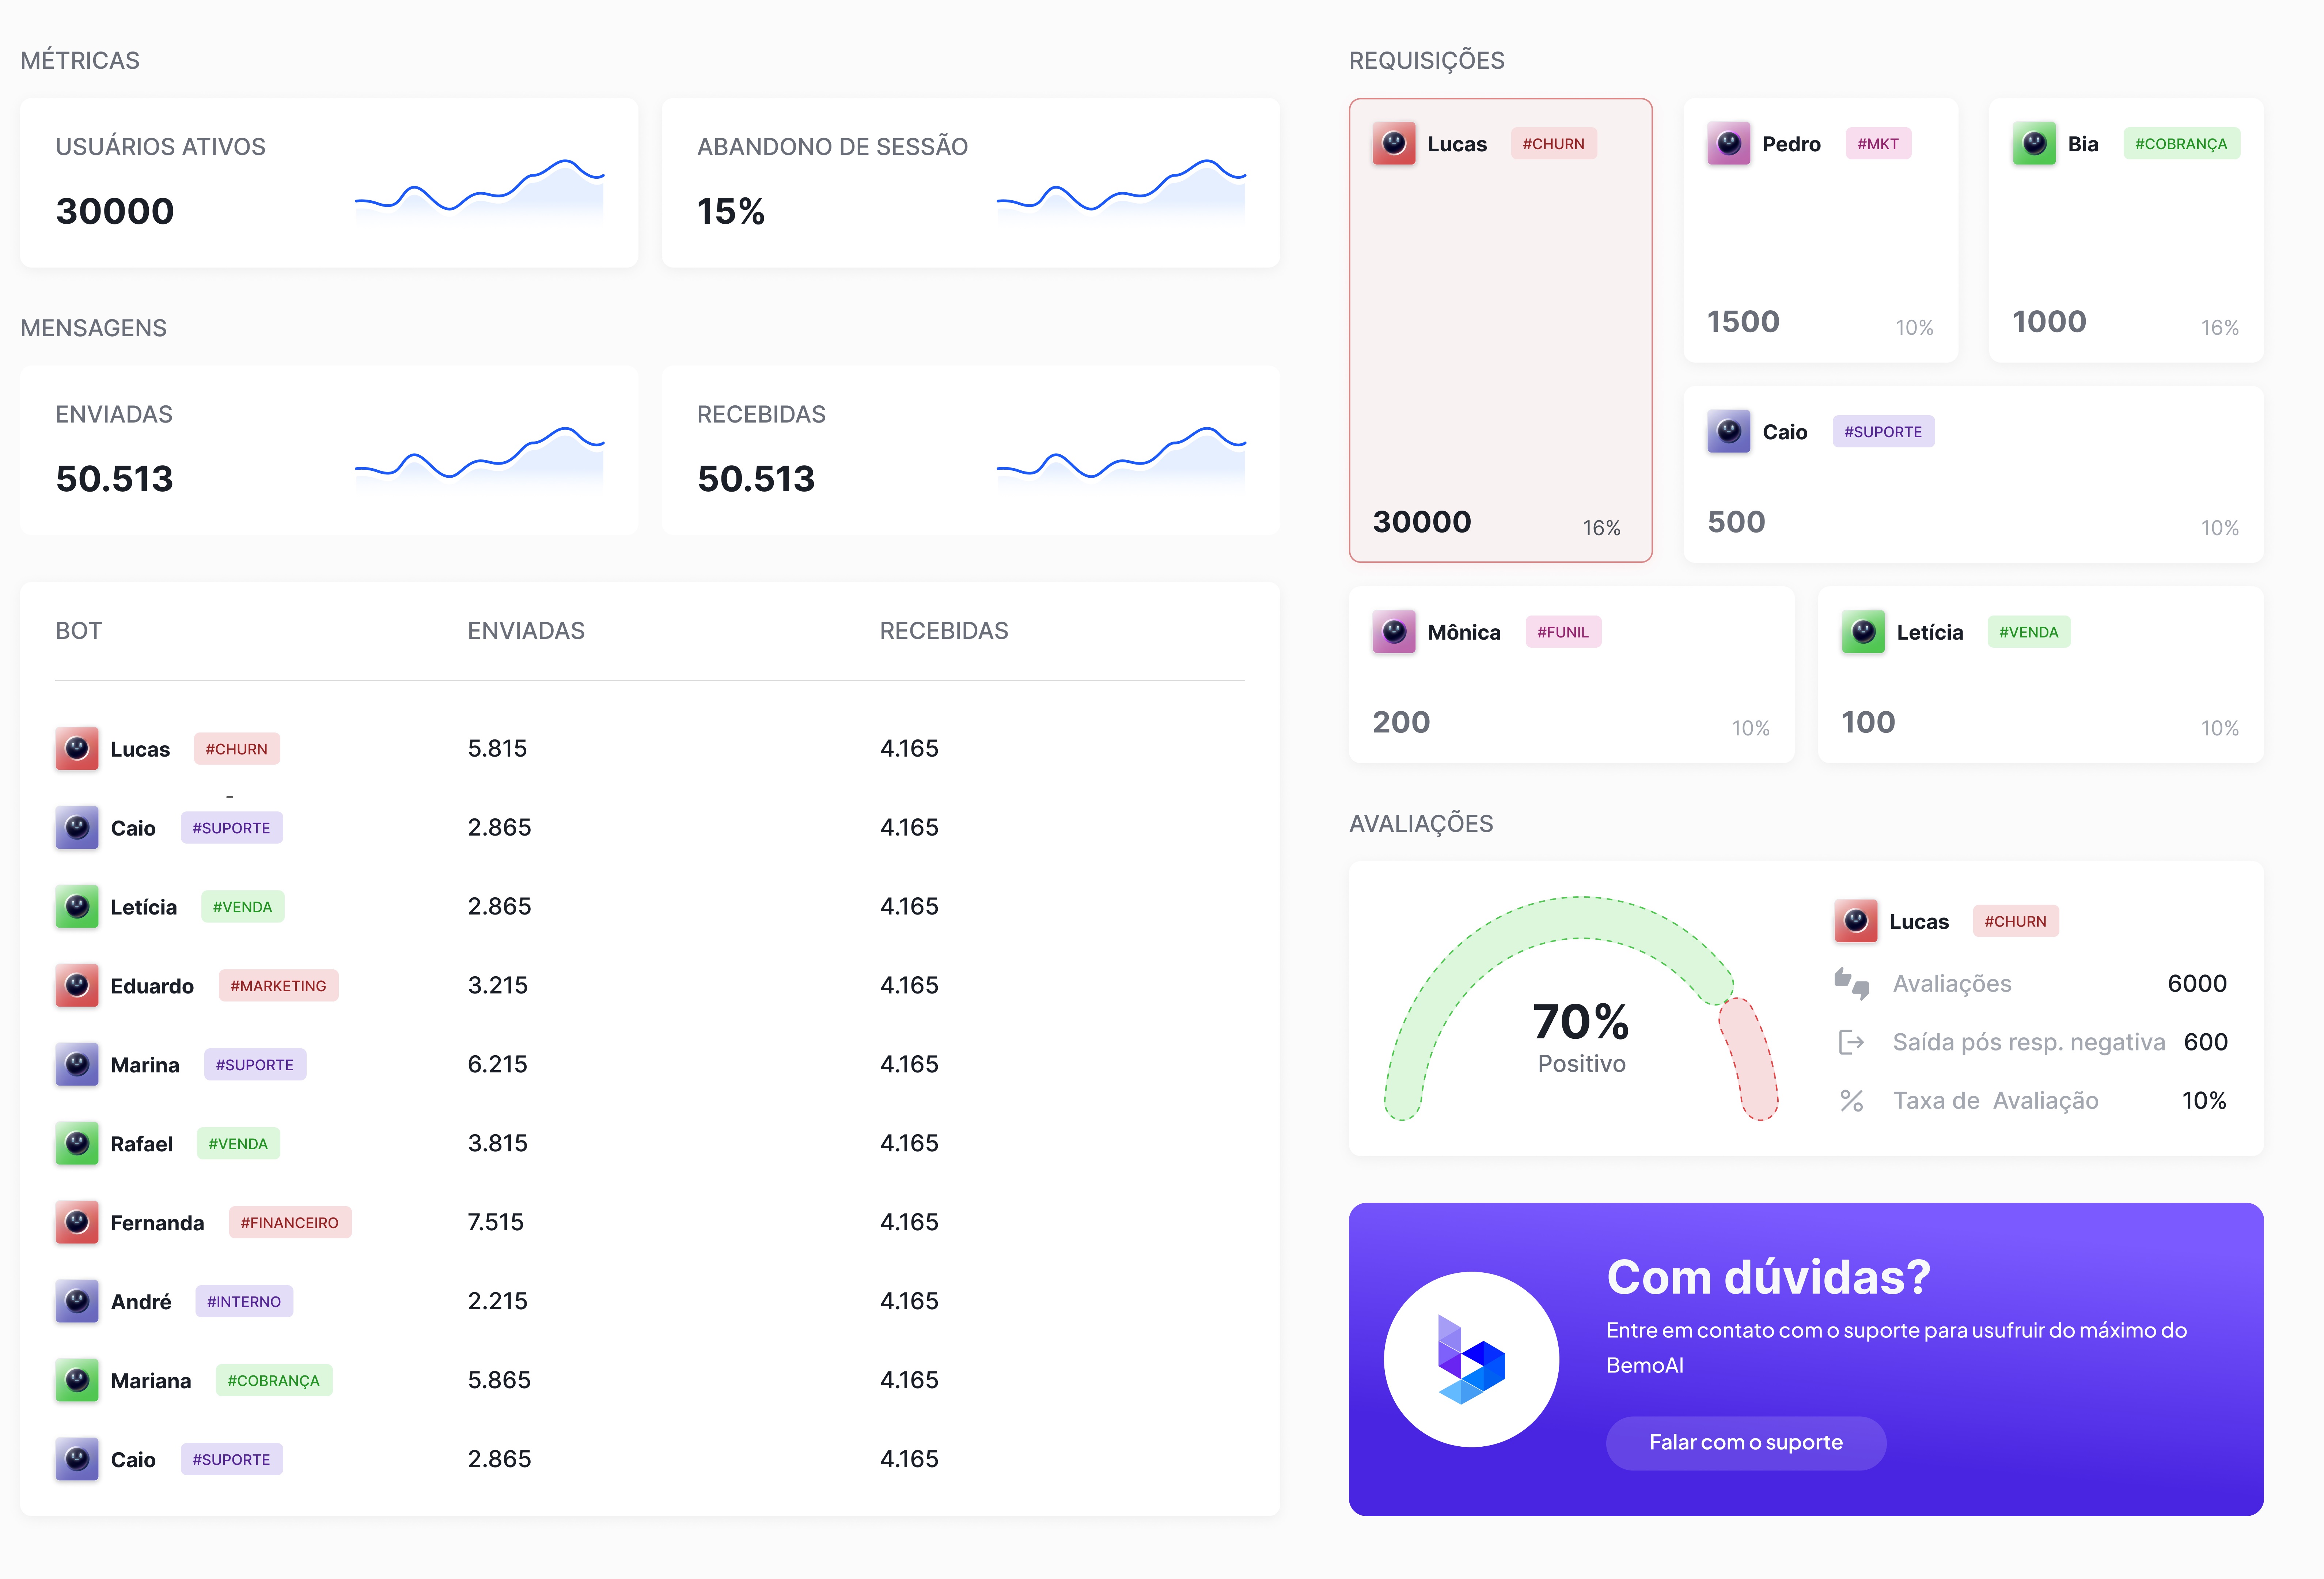 MÉTRICAS
USUÁRIOS ATIVOS
30000
ABANDONO DE SESSÃO
15%
MENSAGENS
ENVIADAS
50.513
RECEBIDAS
50.513
BOT ENVIADAS RECEBIDAS
Lucas #CHURN 5.815 4.165
-
Caio #SUPORTE 2.865 4.165
Letícia #VENDA 2.865 4.165
Eduardo #MARKETING 3.215 4.165
Marina #SUPORTE 6.215 4.165
Rafael #VENDA 3.815 4.165
Fernanda #FINANCEIRO 7.515 4.165
André #INTERNO 2.215 4.165
Mariana #COBRANÇA 5.865 4.165
Caio #SUPORTE 2.865 4.165
REQUISIÇÕES
Lucas #CHURN
30000 16%
Pedro #MKT
1500 10%
Bia #COBRANÇA
1000 16%
Caio #SUPORTE
500 10%
Mônica #FUNIL
200 10%
Letícia #VENDA
100 10%
AVALIAÇÕES
70%
Positivo
Lucas #CHURN
Avaliações 6000
Saída pós resp. negativa 600
Taxa de Avaliação 10%
Com dúvidas?
Entre em contato com o suporte para usufruir do máximo do
BemoAI
Falar com o suporte